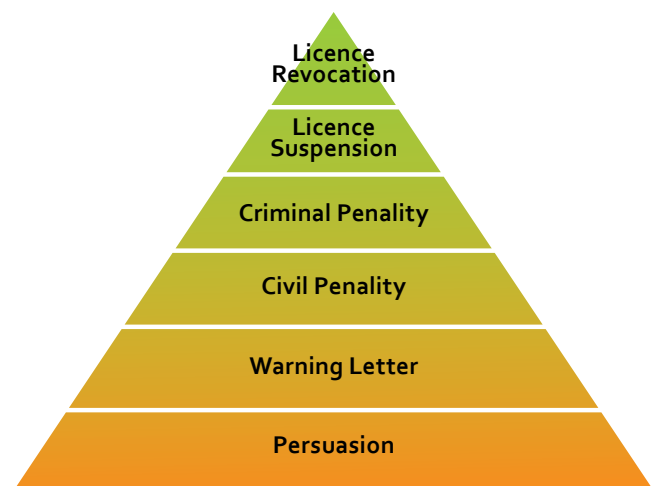 Licence
Revocation
Licence
Suspension
Criminal Penality
Civil Penality
Warning Letter
Persuasion